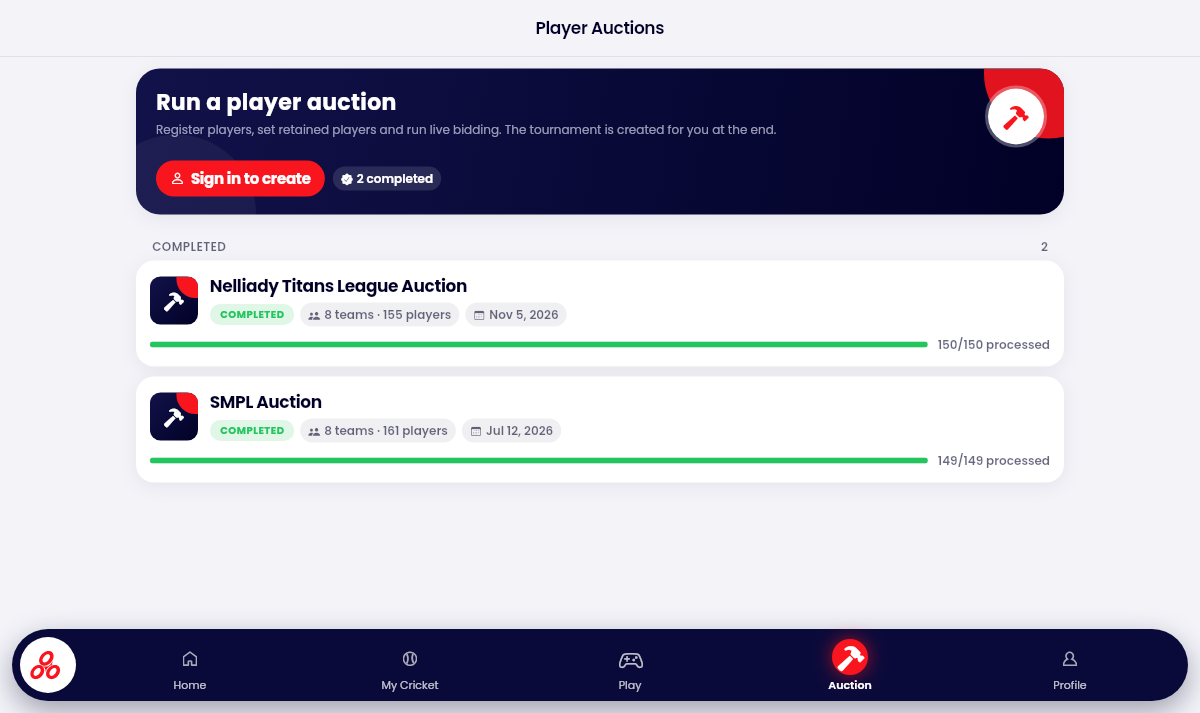 Player Auctions
Run a player auction
Register players, set retained players and run live bidding. The tournament is created for you at the end.
Sign in to create
2 completed
COMPLETED
2
Nelliady Titans League Auction
COMPLETED
8 teams · 155 players
Nov 5, 2026
150/150 processed
SMPL Auction
COMPLETED
8 teams · 161 players
Jul 12, 2026
149/149 processed
Home
My Cricket
Play
Auction
Profile